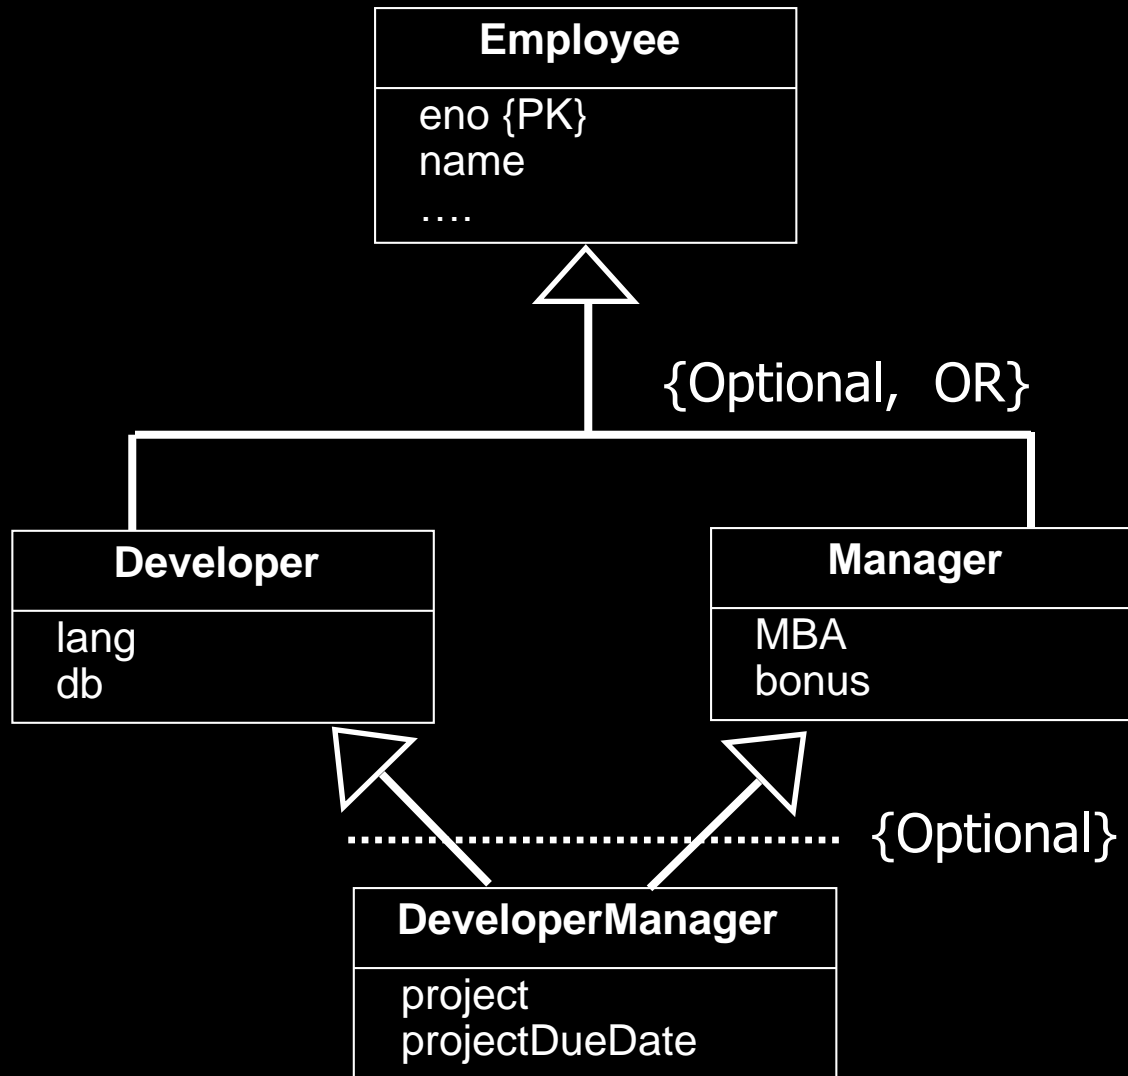 Employee
eno {PK}
name
….
{Optional, OR}
Developer
lang
db
Manager
MBA
bonus
{Optional}
DeveloperManager
project
projectDueDate